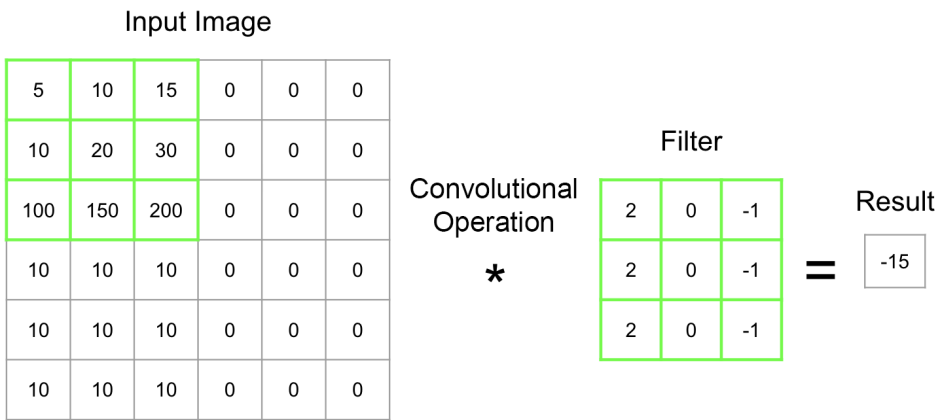 Input Image
5 10 15 0 0 0
10 20 30 0 0 0
100 150 200 0 0 0
10 10 10 0 0 0
10 10 10 0 0 0
10 10 10 0 0 0
Convolutional
Operation
*
Filter
2 0 -1
2 0 -1
2 0 -1
=
Result
-15